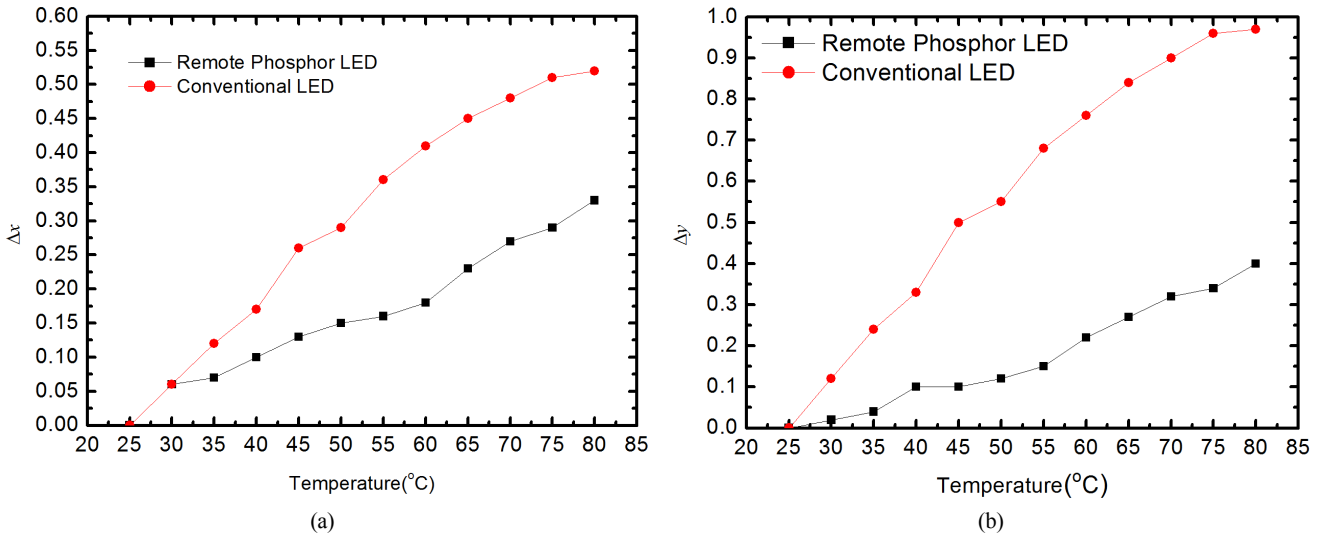 0.60
0.55
0.50
0.45
0.40
0.35
0.30
0.25
0.20
0.15
0.10
0.05
0.00
Δx
Remote Phosphor LED
Conventional LED
20 25 30 35 40 45 50 55 60 65 70 75 80 85
Temperature(°C)
(a)
1.0
0.9
0.8
0.7
0.6
0.5
0.4
0.3
0.2
0.1
0.0
Δy
Remote Phosphor LED
Conventional LED
20 25 30 35 40 45 50 55 60 65 70 75 80 85
Temperature(°C)
(b)